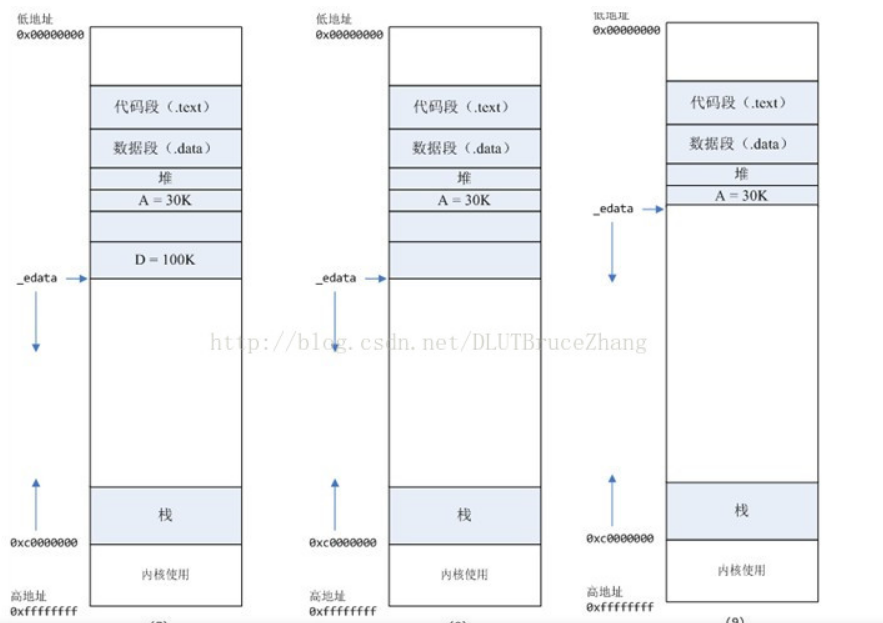 低地址
0x00000000
代码段（.text）
数据段（.data）
堆
A = 30K
D = 100K
_edata
栈
0xc0000000
内核使用
高地址
0xffffffff
低地址
0x00000000
代码段（.text）
数据段（.data）
堆
A = 30K
_edata
栈
0xc0000000
内核使用
高地址
0xffffffff
低地址
0x00000000
代码段（.text）
数据段（.data）
堆
A = 30K
_edata
栈
0xc0000000
内核使用
高地址
0xffffffff
(9)
http://blog.csdn.net/DLUTBruceZhang